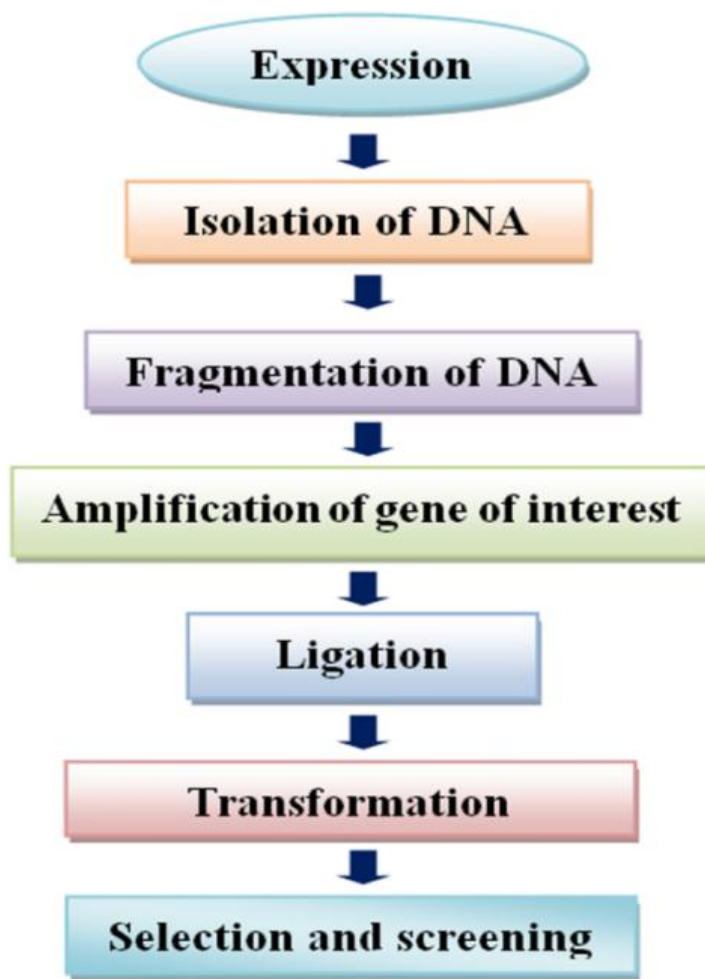 Expression
Isolation of DNA
Fragmentation of DNA
Amplification of gene of interest
Ligation
Transformation
Selection and screening